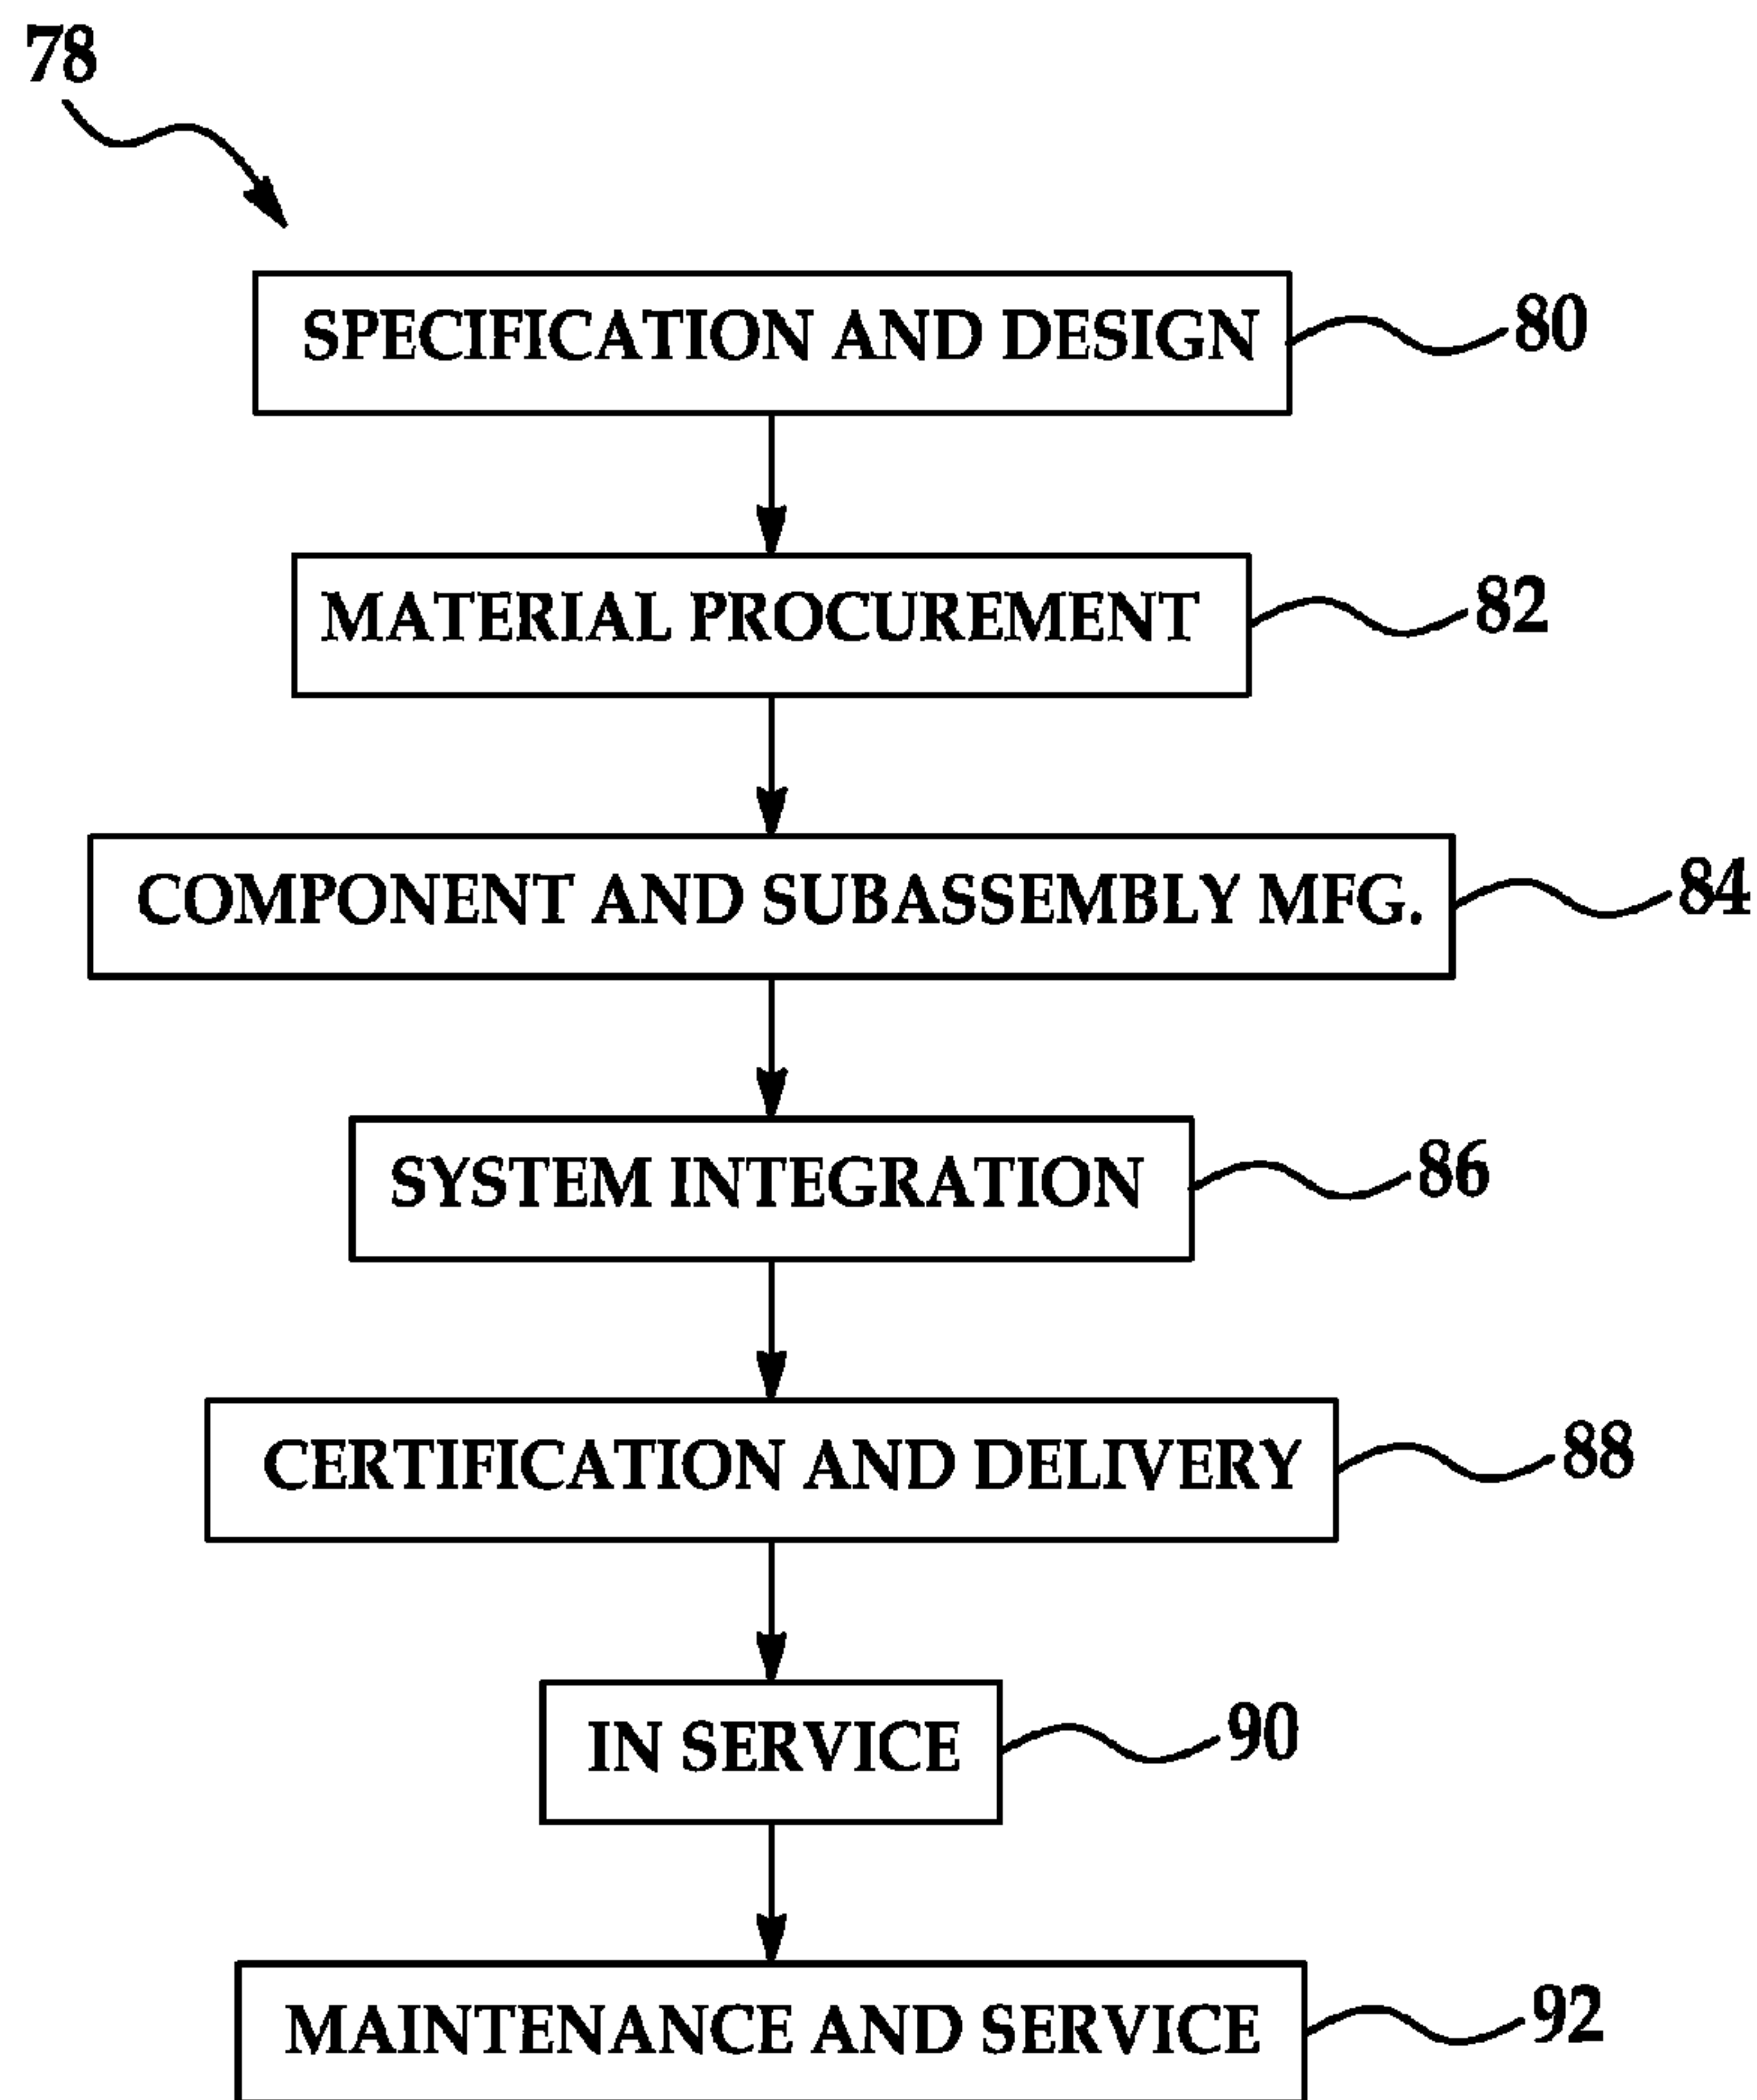 78
SPECIFICATION AND DESIGN 80
MATERIAL PROCUREMENT 82
COMPONENT AND SUBASSEMBLY MFG. 84
SYSTEM INTEGRATION 86
CERTIFICATION AND DELIVERY 88
IN SERVICE 90
MAINTENANCE AND SERVICE 92